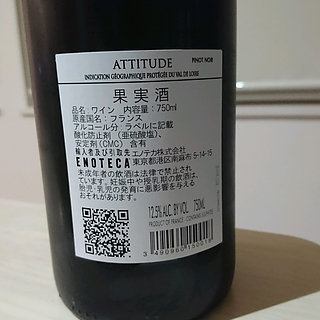 ATTITUDE
PINOT NOIR
INDICATION GÉOGRAPHIQUE PROTÉGÉE DU VAL DE LOIRE
果実酒
品名:ワイン 内容量:750ml
原産国名:フランス
アルコール分:ラベルに記載
酸化防止剤(亜硫酸塩)、
安定剤(CMC)含有
輸入者及び引取先 エノテカ株式会社
ENOTECA 東京都港区南麻布5-14-15
未成年者の飲酒は法律で禁止され
ています。妊娠中や授乳期の飲酒は、
胎児・乳児の発育に悪影響を与える
おそれがあります。
12.5% ALC. BY VOL. 750ML
PRODUCT OF FRANCE - CONTAINS SULPHITES